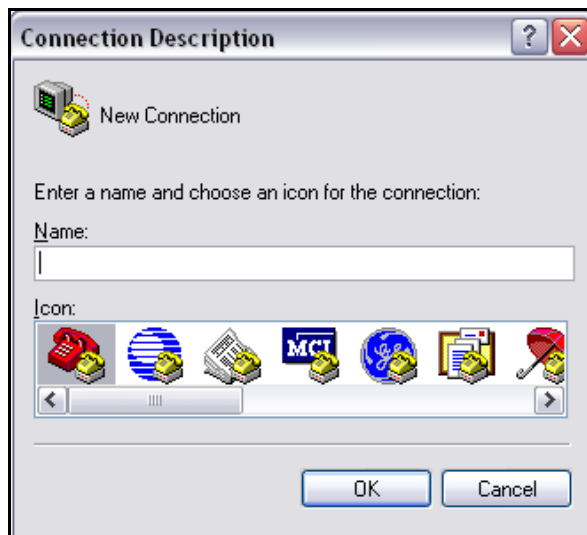 Connection Description
?
New Connection
Enter a name and choose an icon for the connection:
Name:
Icon:
MCI
OK
Cancel